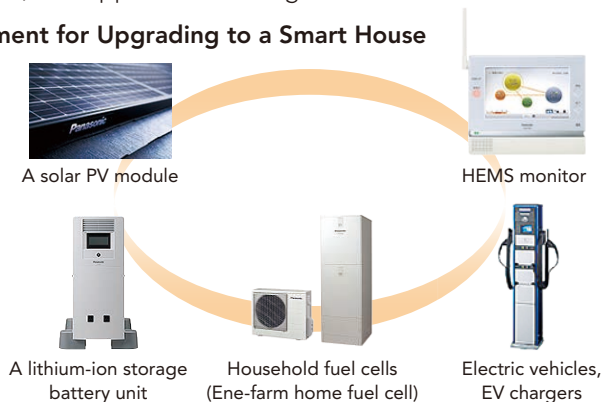 ment for Upgrading to a Smart House
Panasonic
A solar PV module
HEMS monitor
A lithium-ion storage
battery unit
Household fuel cells
(Ene-farm home fuel cell)
Electric vehicles,
EV chargers